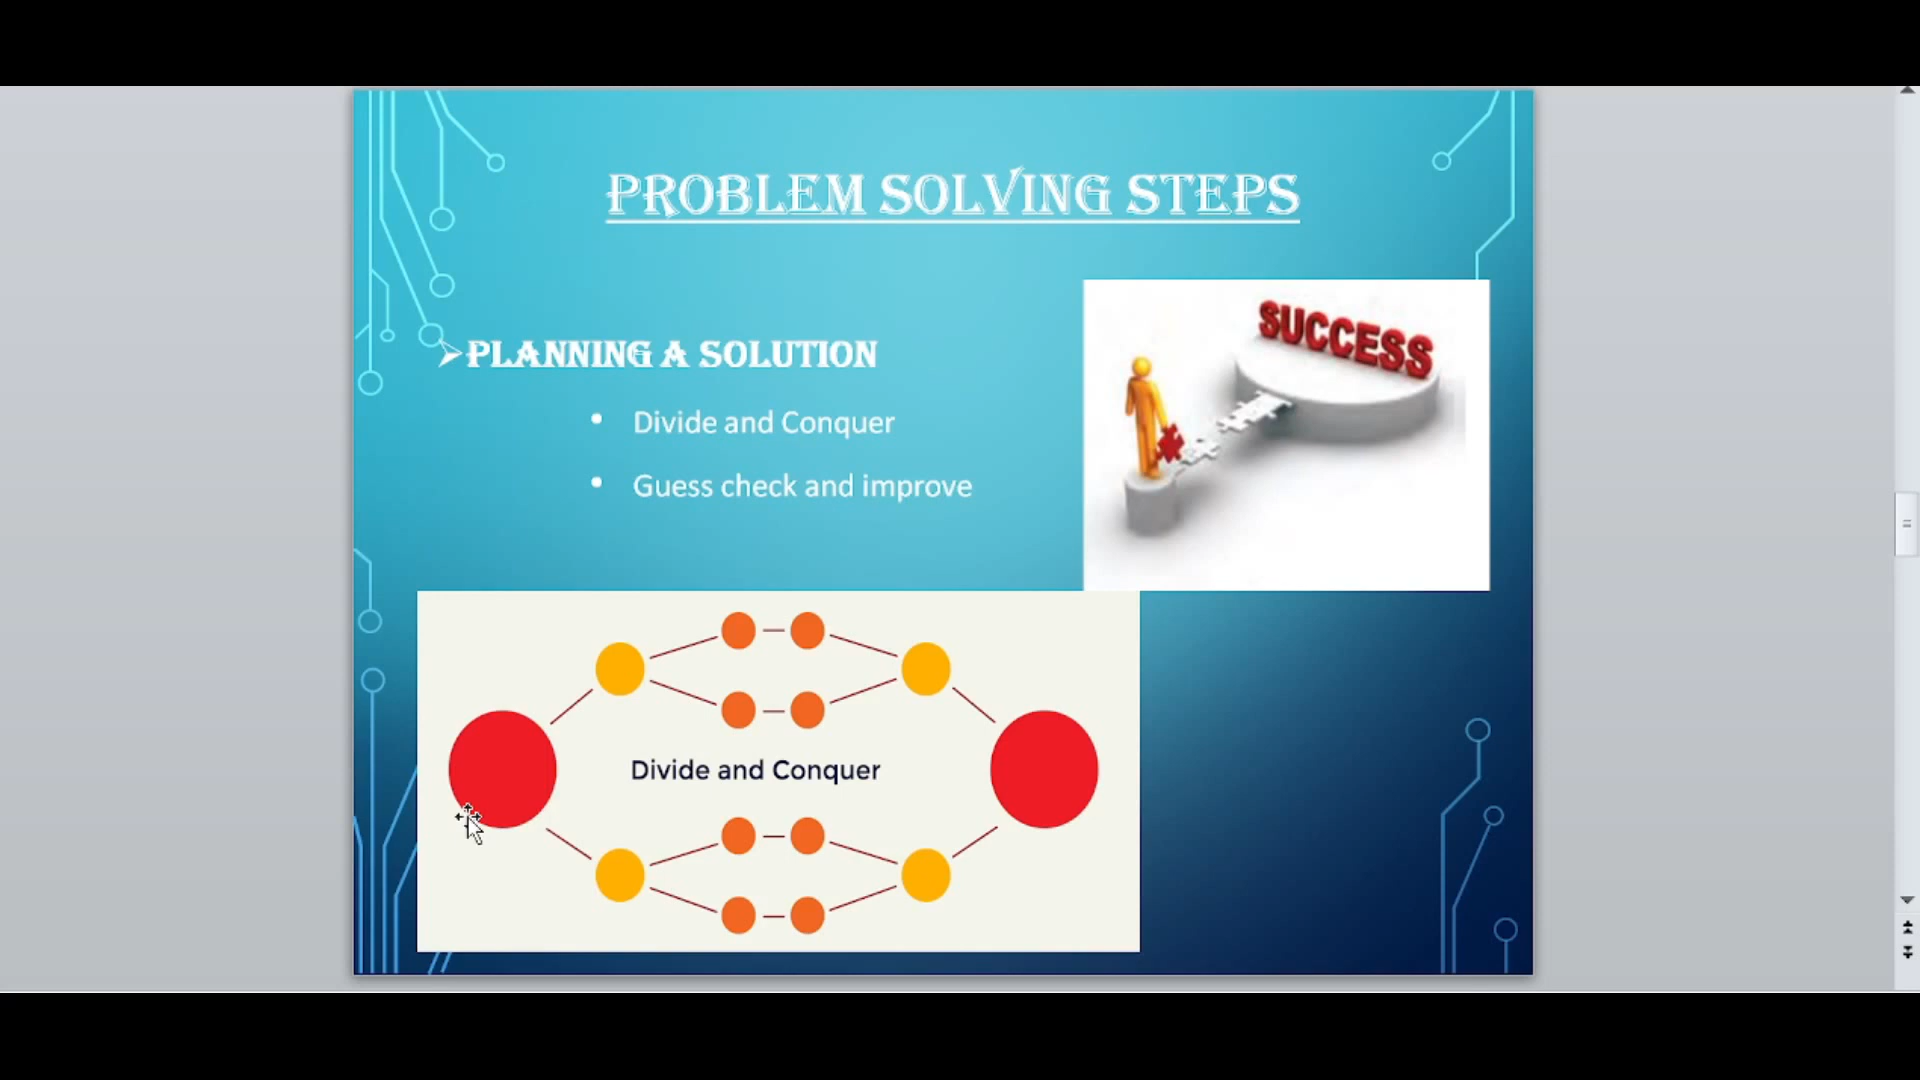 PROBLEM SOLVING STEPS
➢PLANNING A SOLUTION
• Divide and Conquer
• Guess check and improve
SUCCESS
Divide and Conquer